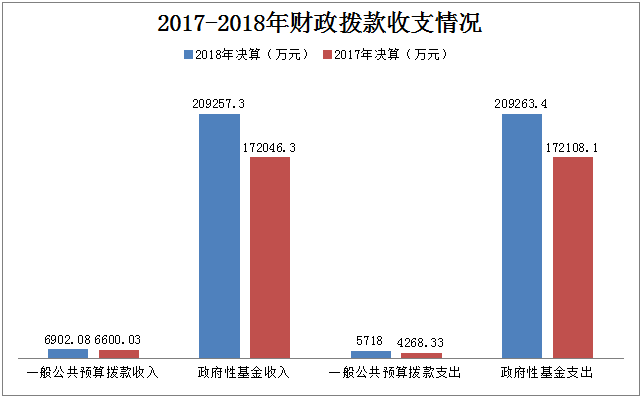 2017-2018年财政拨款收支情况
2018年决算（万元） 2017年决算（万元）
209257.3
209263.4
172046.3
172108.1
6902.08 6600.03
5718
4268.33
一般公共预算拨款收入 政府性基金收入 一般公共预算拨款支出 政府性基金支出